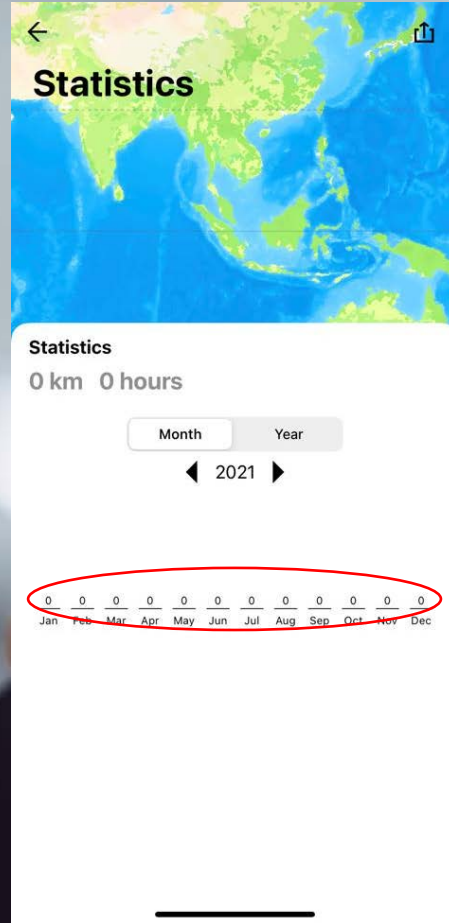 Statistics
Statistics
0 km 0 hours
Month Year
2021
0 0 0 0 0 0 0 0 0 0 0 0
Jan Feb Mar Apr May Jun Jul Aug Sep Oct Nov Dec